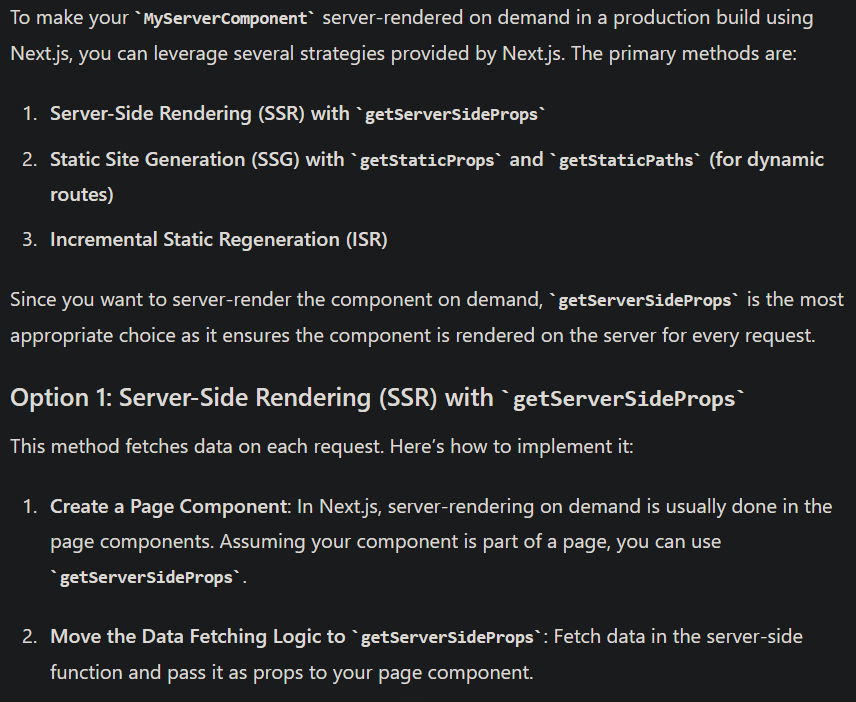 To make your `MyServerComponent` server-rendered on demand in a production build using
Next.js, you can leverage several strategies provided by Next.js. The primary methods are:
1. Server-Side Rendering (SSR) with `getServerSideProps`
2. Static Site Generation (SSG) with `getStaticProps` and `getStaticPaths` (for dynamic
routes)
3. Incremental Static Regeneration (ISR)
Since you want to server-render the component on demand, `getServerSideProps` is the most
appropriate choice as it ensures the component is rendered on the server for every request.
Option 1: Server-Side Rendering (SSR) with `getServerSideProps`
This method fetches data on each request. Here’s how to implement it:
1. Create a Page Component: In Next.js, server-rendering on demand is usually done in the
page components. Assuming your component is part of a page, you can use
`getServerSideProps`.
2. Move the Data Fetching Logic to `getServerSideProps`: Fetch data in the server-side
function and pass it as props to your page component.